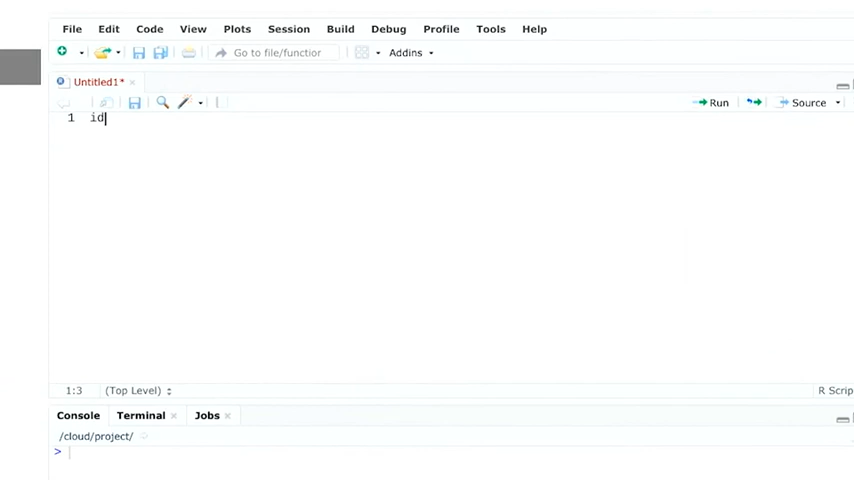 File Edit Code View Plots Session Build Debug Profile Tools Help
Go to file/functior Addins
Untitled1* ×
Run Source
1 id
1:3 (Top Level) R Scrip
Console Terminal × Jobs ×
/cloud/project/
>